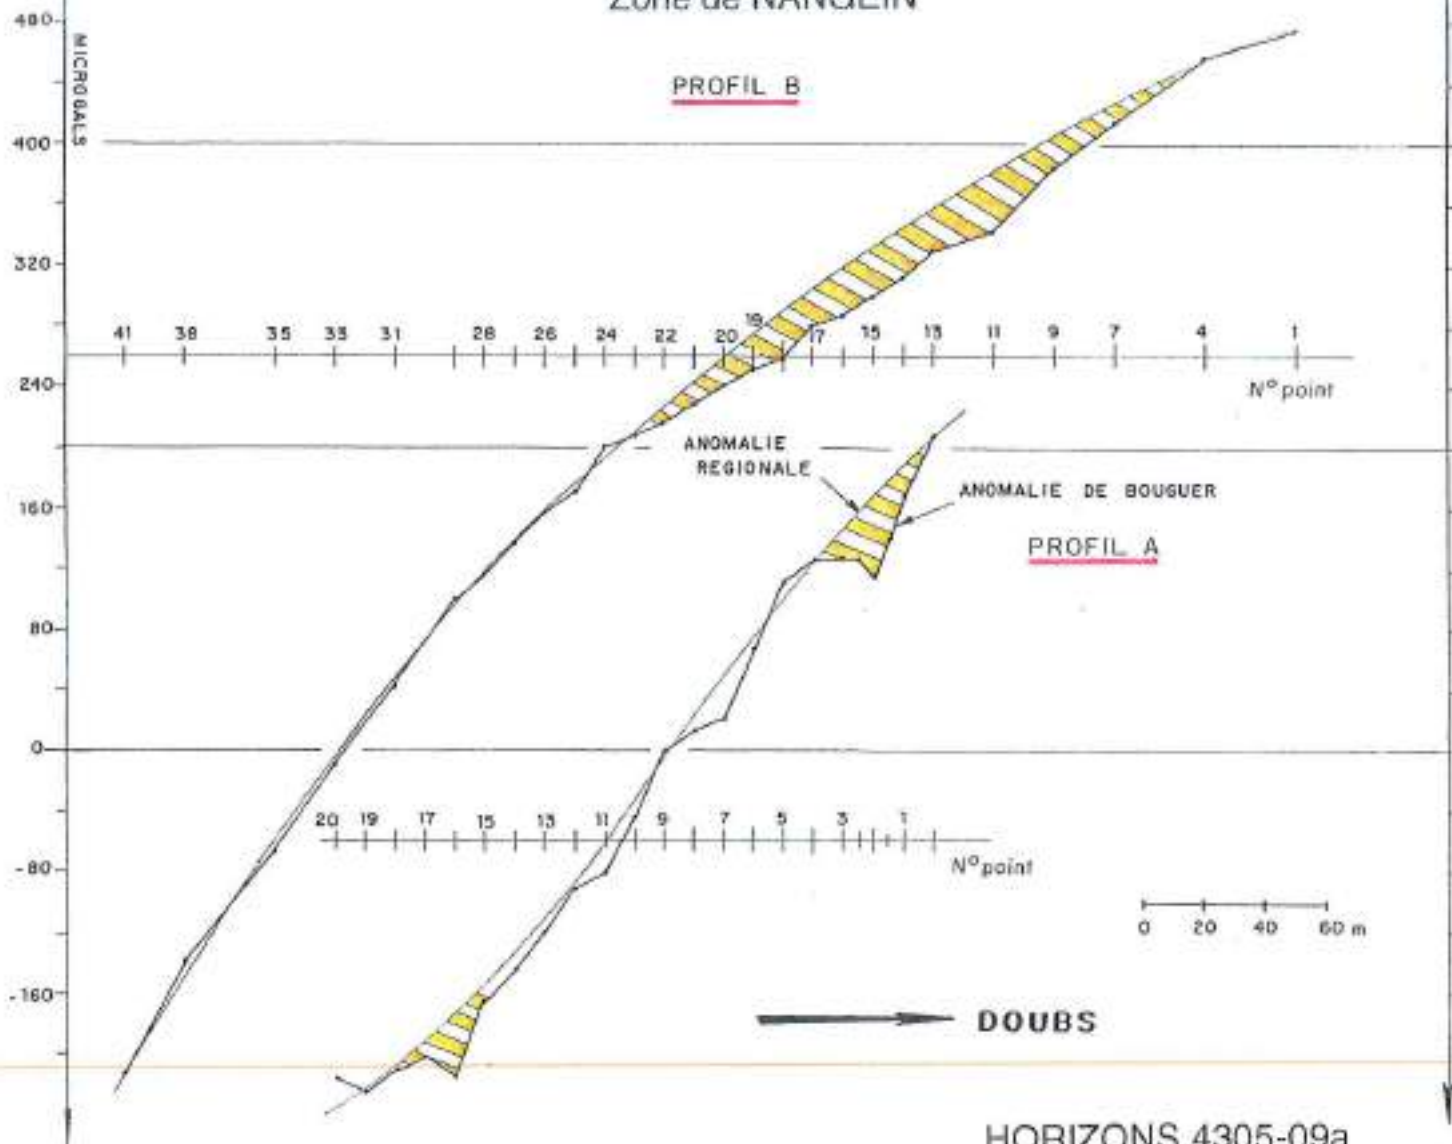 Zone de NANGEIN
480
MICROGALS
PROFIL B
400
320
41 38 35 33 31 28 26 24 22 20 19 17 15 13 11 9 7 4 1
240
N° point
ANOMALIE
REGIONALE
160
ANOMALIE DE BOUGUER
PROFIL A
80
0
20 19 17 15 13 11 9 7 5 3 1
-80
N° point
0 20 40 60 m
-160
DOUBS
HORIZONS 4305-09a